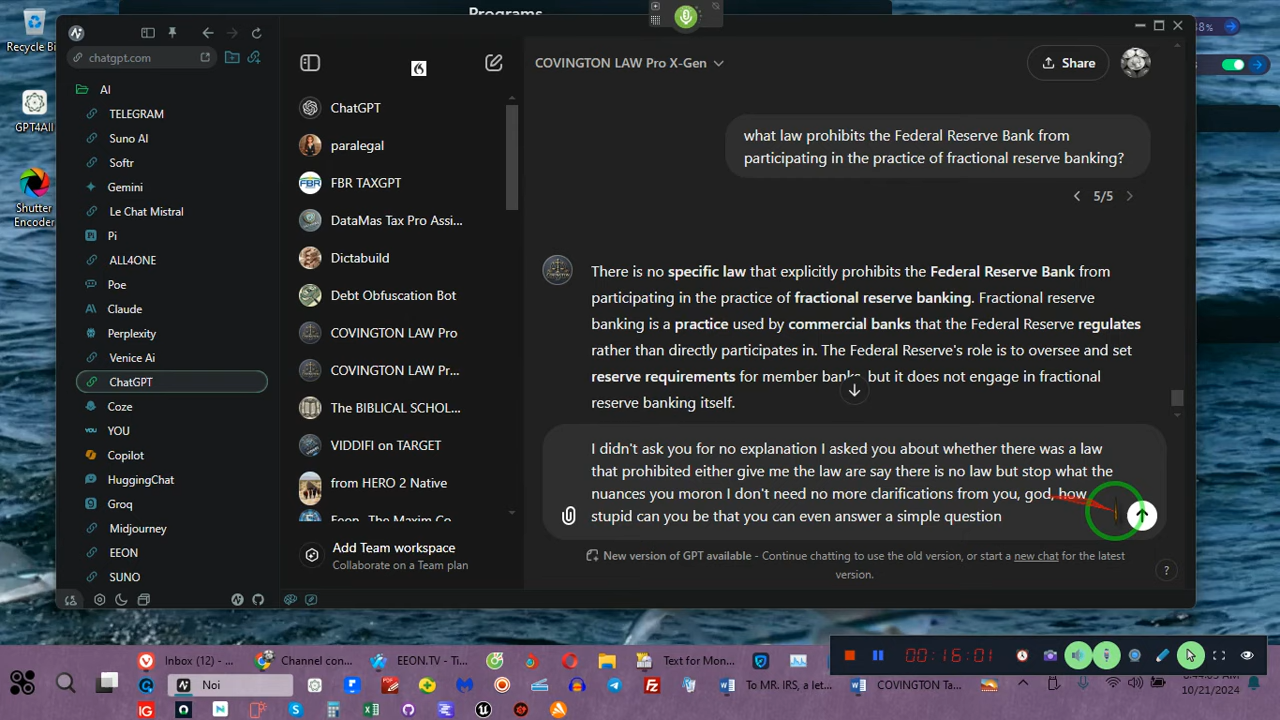 Programs
Recycle Bi
GPT4All
Shutter
Encoder
chatgpt.com
AI
TELEGRAM
Suno AI
Softr
Gemini
Le Chat Mistral
Pi
ALL4ONE
Poe
Claude
Perplexity
Venice Ai
ChatGPT
Coze
YOU
Copilot
HuggingChat
Groq
Midjourney
EEON
SUNO
ChatGPT
paralegal
FBR TAXGPT
DataMas Tax Pro Assi...
Dictabuild
Debt Obfuscation Bot
COVINGTON LAW Pro
COVINGTON LAW Pr...
The BIBLICAL SCHOL...
VIDDIFI on TARGET
from HERO 2 Native
Eeon - The Maxim Co
Add Team workspace
Collaborate on a Team plan
COVINGTON LAW Pro X-Gen
Share
8%
what law prohibits the Federal Reserve Bank from
participating in the practice of fractional reserve banking?
5/5
There is no specific law that explicitly prohibits the Federal Reserve Bank from
participating in the practice of fractional reserve banking. Fractional reserve
banking is a practice used by commercial banks that the Federal Reserve regulates
rather than directly participates in. The Federal Reserve's role is to oversee and set
reserve requirements for member banks, but it does not engage in fractional
reserve banking itself.
I didn't ask you for no explanation I asked you about whether there was a law
that prohibited either give me the law are say there is no law but stop what the
nuances you moron I don't need no more clarifications from you, god, how
stupid can you be that you can even answer a simple question
New version of GPT available - Continue chatting to use the old version, or start a new chat for the latest
version.
?
00:16:01
Inbox (12) - ...
Channel con...
EEON.TV - Ti...
Text for Mon...
Noi
To MR. IRS, a let...
COVINGTON Ta...
10/21/2024